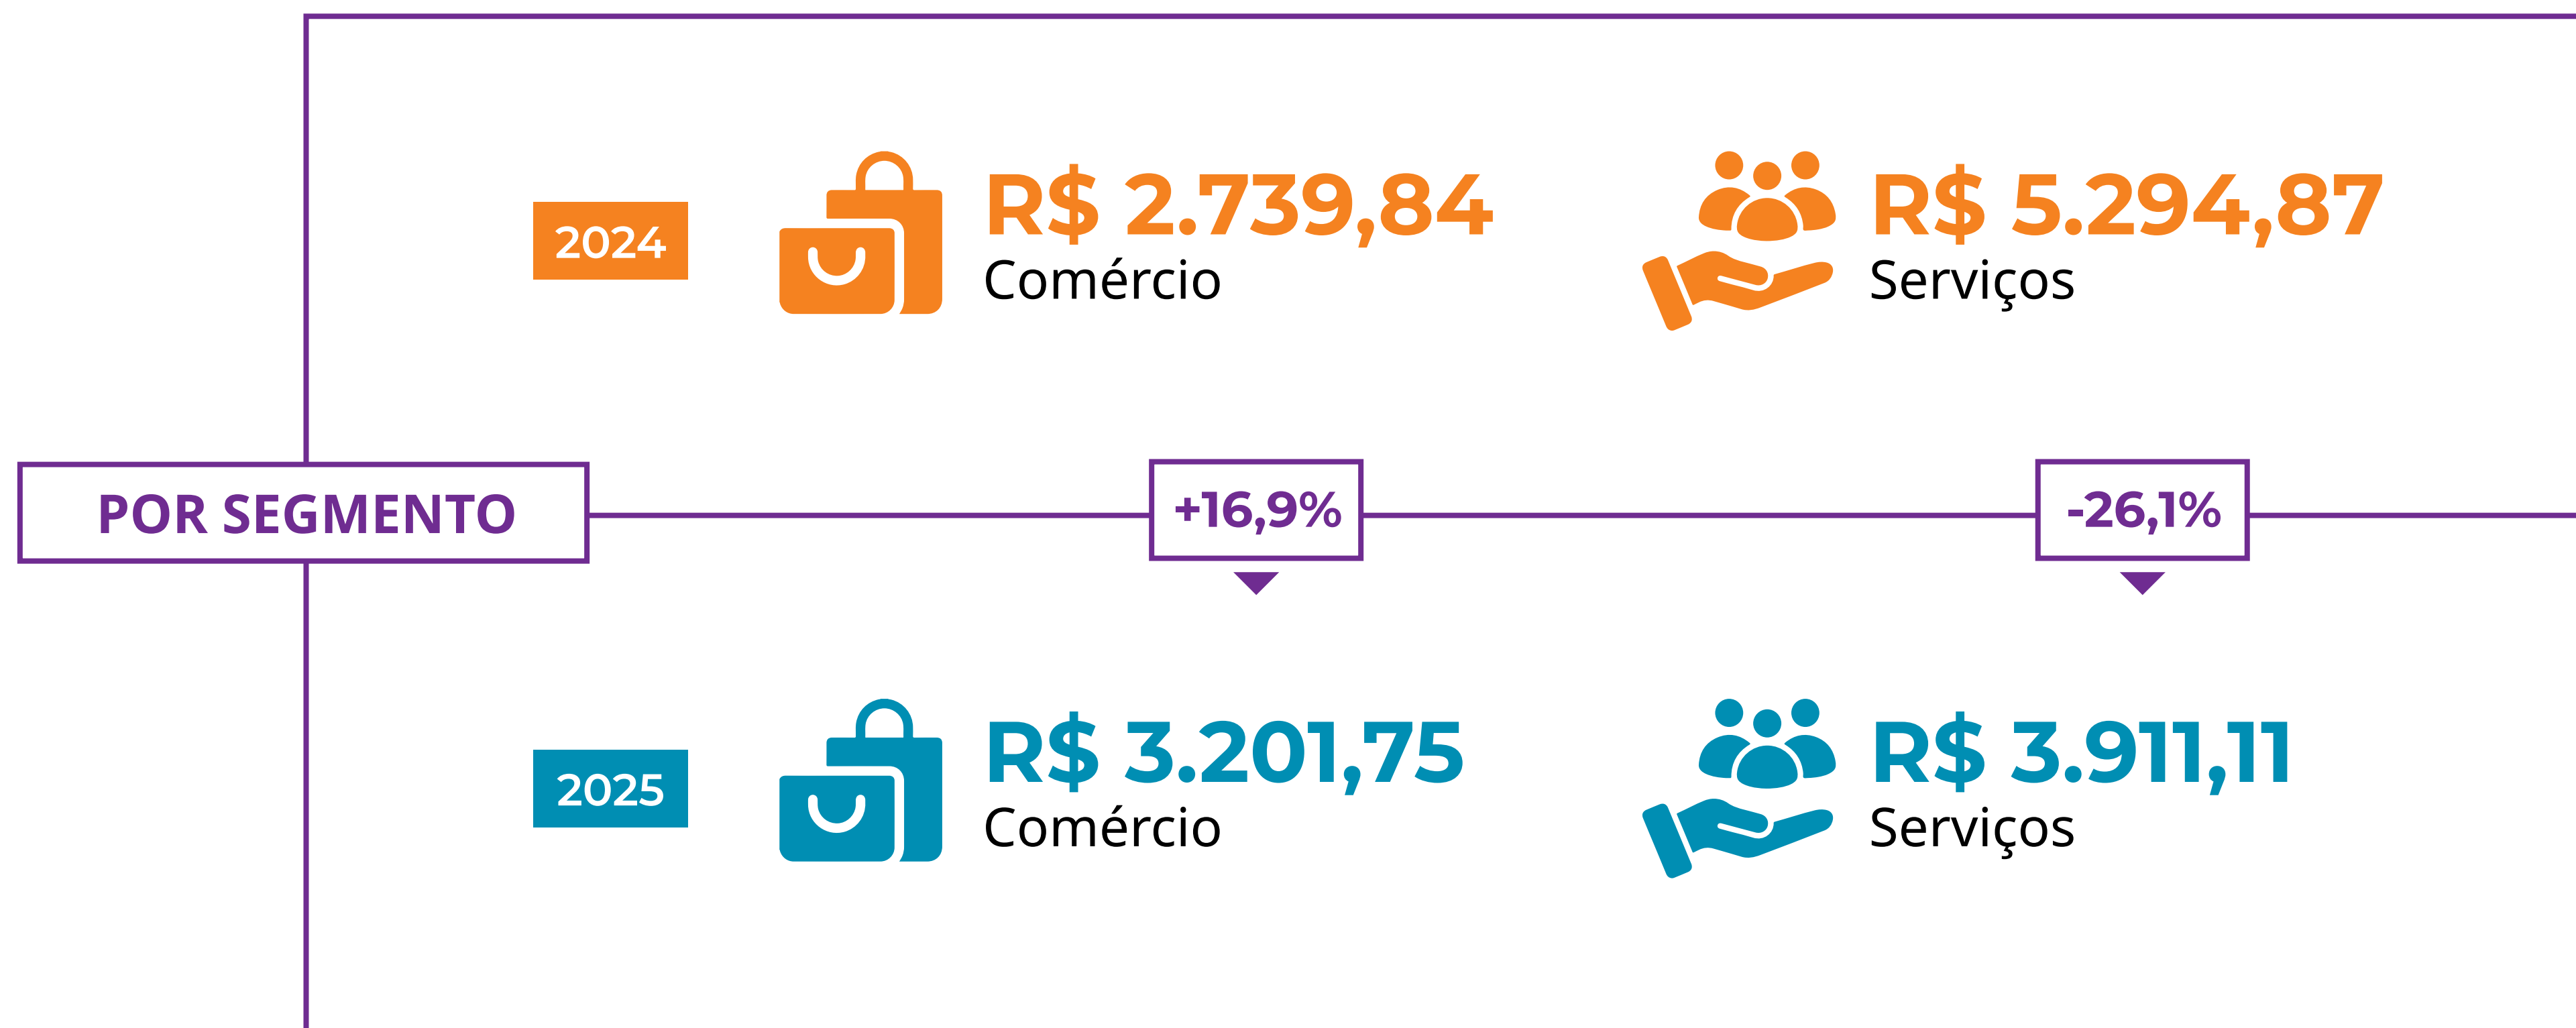 2024
R$ 2.739,84
Comércio
R$ 5.294,87
Serviços
POR SEGMENTO
+16,9%
-26,1%
2025
R$ 3.201,75
Comércio
R$ 3.911,11
Serviços